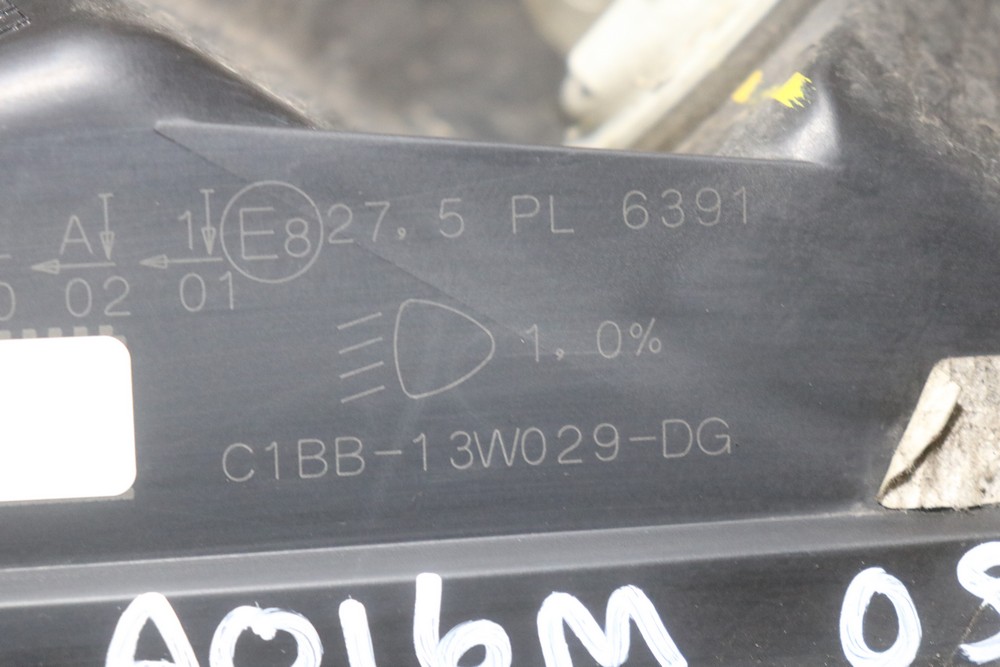 A 1 E8 27,5 PL 6391
02 01
1,0%
C1BB-13W029-DG
A016M